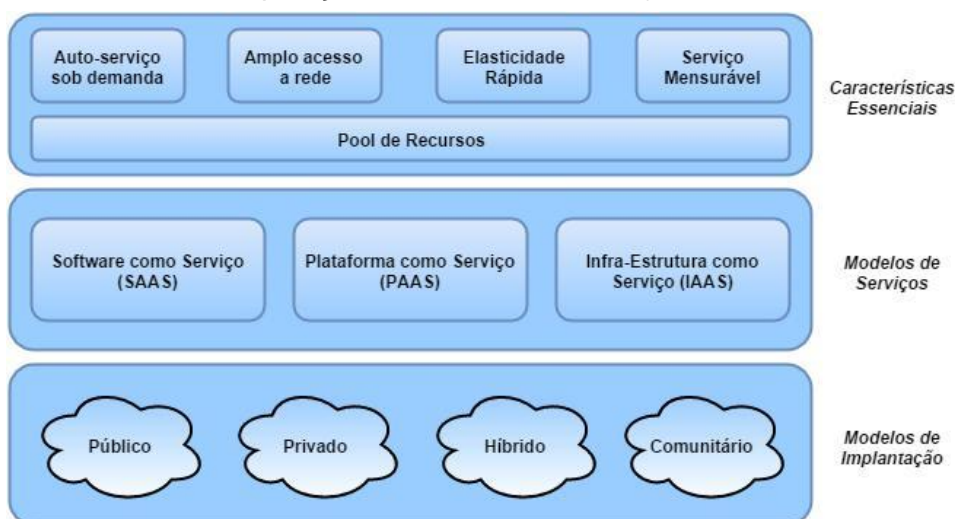 Auto-serviço
sob demanda
Amplo acesso
a rede
Elasticidade
Rápida
Serviço
Mensurável
Pool de Recursos
Características
Essenciais
Software como Serviço
(SAAS)
Plataforma como Serviço
(PAAS)
Infra-Estrutura como
Serviço (IAAS)
Modelos de
Serviços
Público
Privado
Híbrido
Comunitário
Modelos de
Implantação